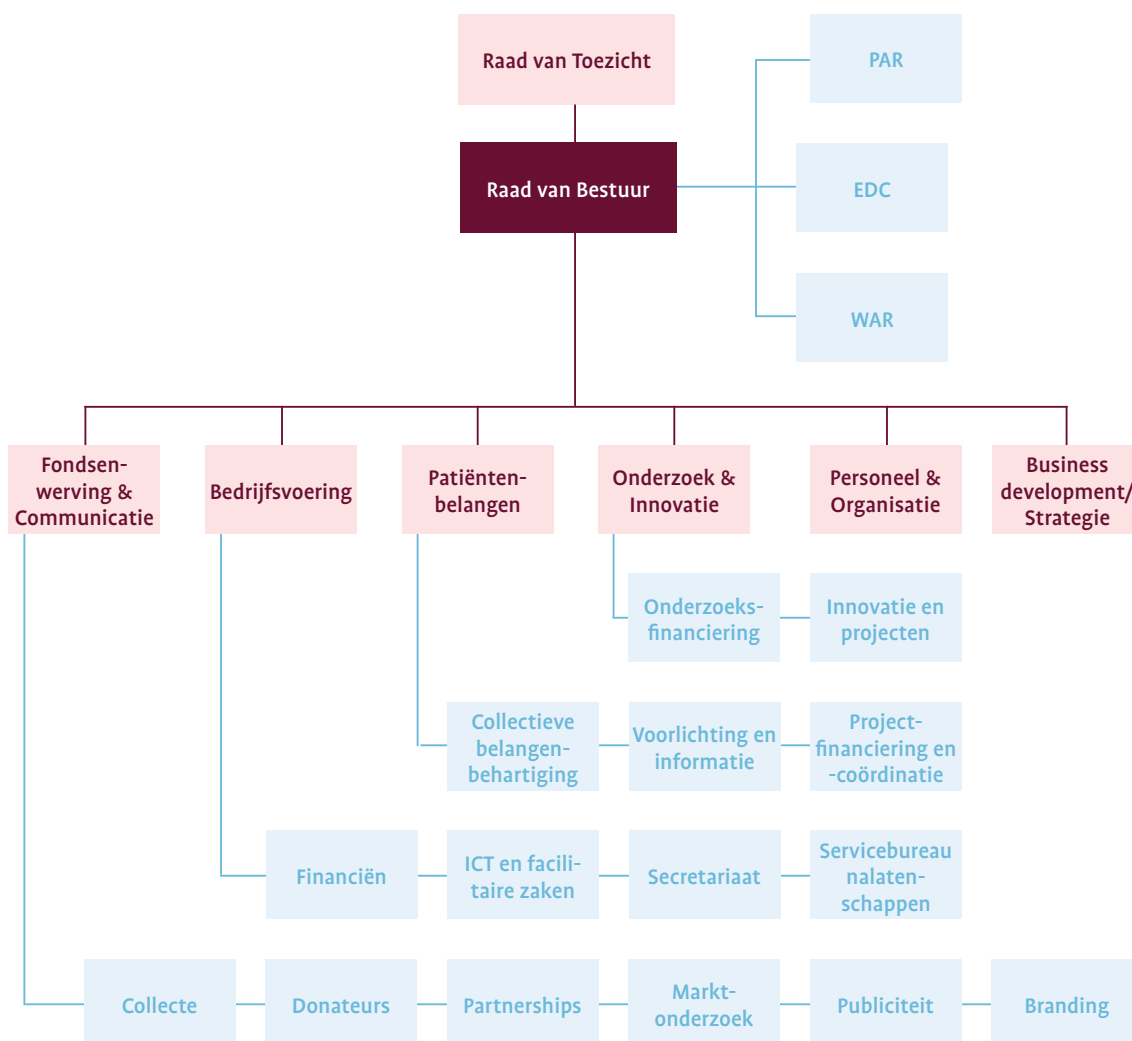 Raad van Toezicht
PAR
Raad van Bestuur
EDC
WAR
Fondsen-
werving &
Communicatie
Bedrijfsvoering
Patiënten-
belangen
Onderzoek &
Innovatie
Personeel &
Organisatie
Business
development/
Strategie
Onderzoeks-
financiering
Innovatie en
projecten
Collectieve
belangen-
behartiging
Voorlichting en
informatie
Project-
financiering en
-coördinatie
Financiën
ICT en facili-
taire zaken
Secretariaat
Servicebureau
nalaten-
schappen
Collecte
Donateurs
Partnerships
Markt-
onderzoek
Publiciteit
Branding